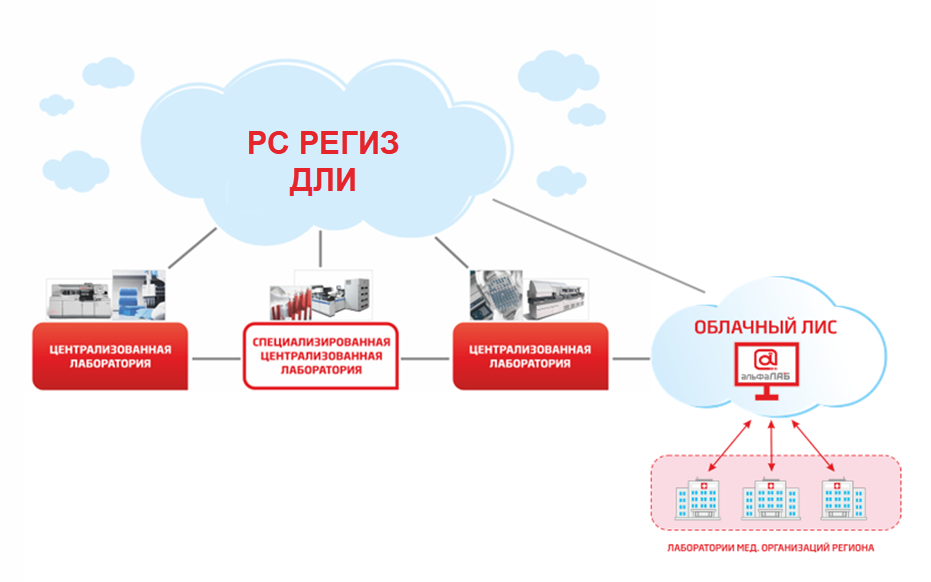 РС РЕГИЗ
ДЛИ
ЦЕНТРАЛИЗОВАННАЯ
ЛАБОРАТОРИЯ
СПЕЦИАЛИЗИРОВАННАЯ
ЦЕНТРАЛИЗОВАННАЯ
ЛАБОРАТОРИЯ
ЦЕНТРАЛИЗОВАННАЯ
ЛАБОРАТОРИЯ
ОБЛАЧНЫЙ ЛИС
альфаЛАБ
ЛАБОРАТОРИИ МЕД. ОРГАНИЗАЦИЙ РЕГИОНА